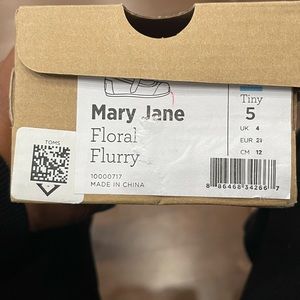 TOMS
Mary Jane
Floral
Flurry
10000717
MADE IN CHINA
Tiny
5
UK 4
EUR 21
CM 12
8 86468 34266 7